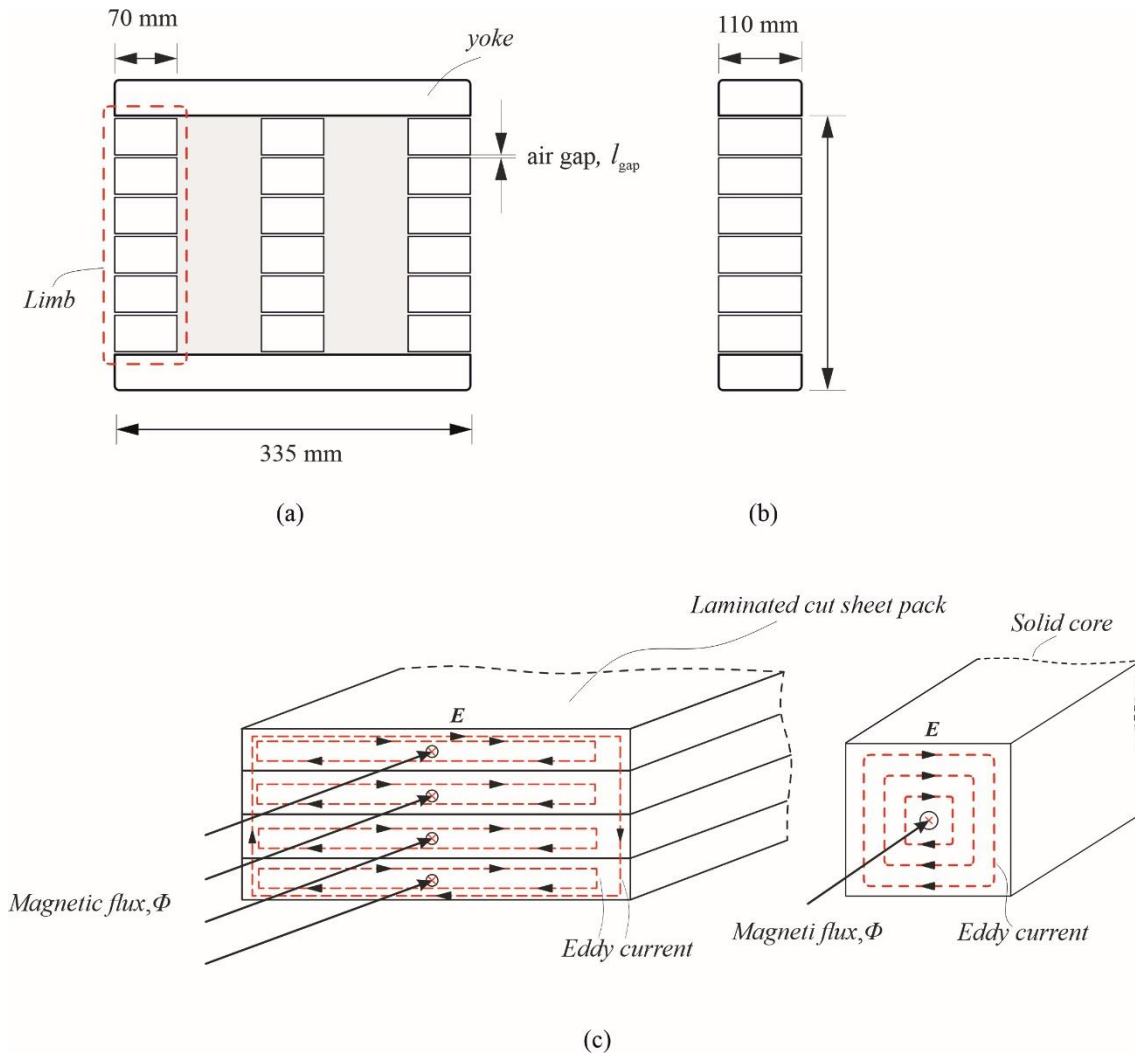 70 mm
yoke
110 mm
air gap, lgap
Limb
335 mm
(a)
(b)
Laminated cut sheet pack
Solid core
E
E
Magnetic flux,Φ
Eddy current
Magneti flux,Φ
Eddy current
(c)